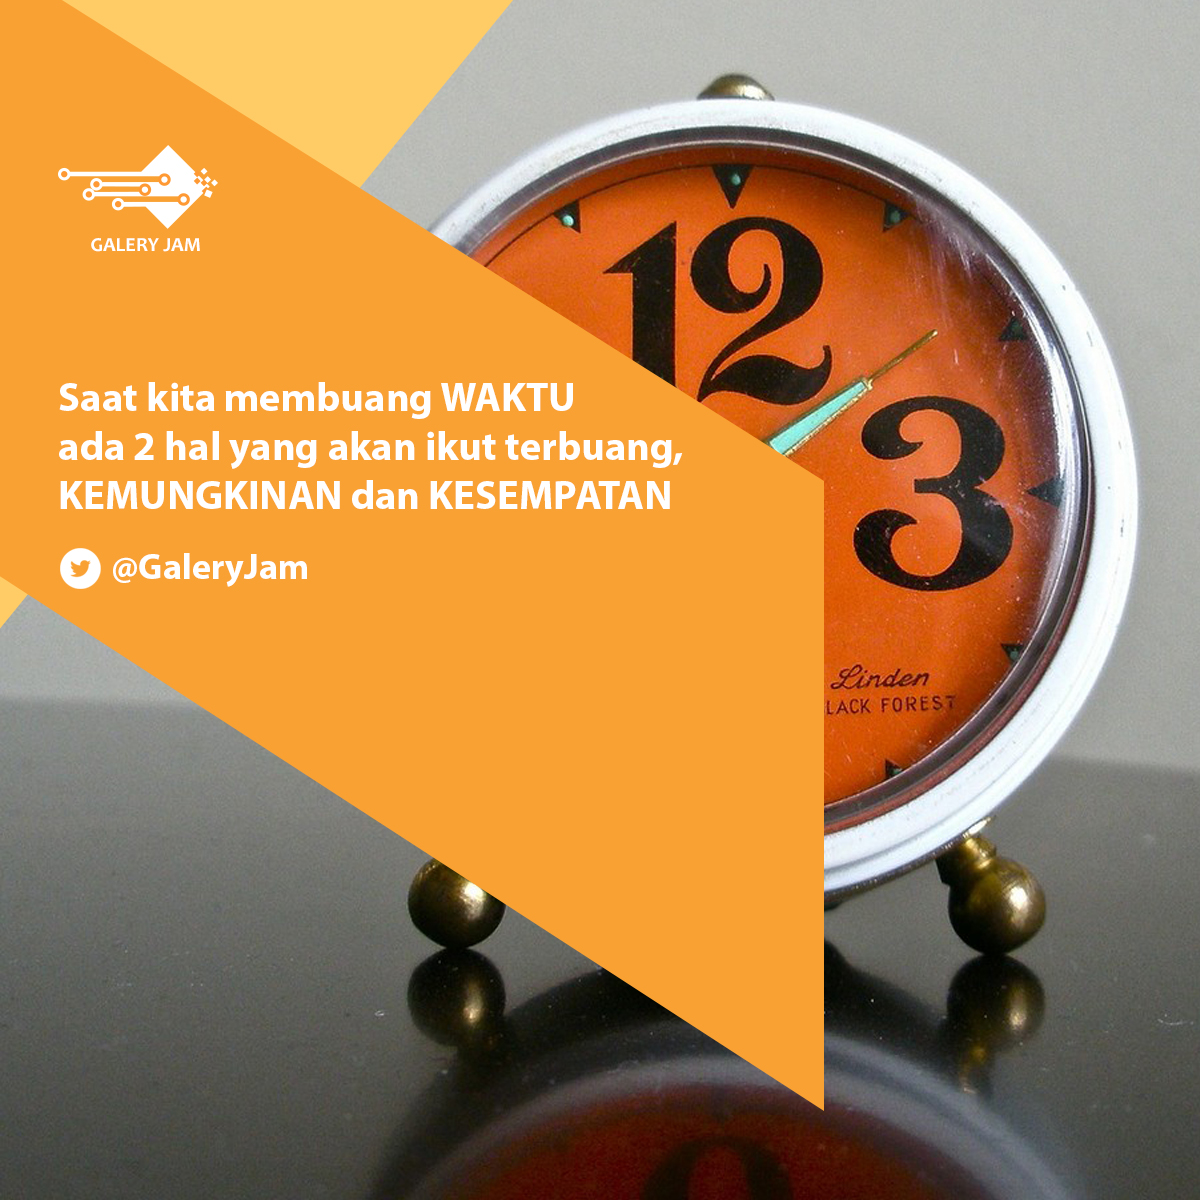 GALERY JAM
Saat kita membuang WAKTU
ada 2 hal yang akan ikut terbuang,
KEMUNGKINAN dan KESEMPATAN
@GaleryJam
12
3
Linden
LACK FOREST